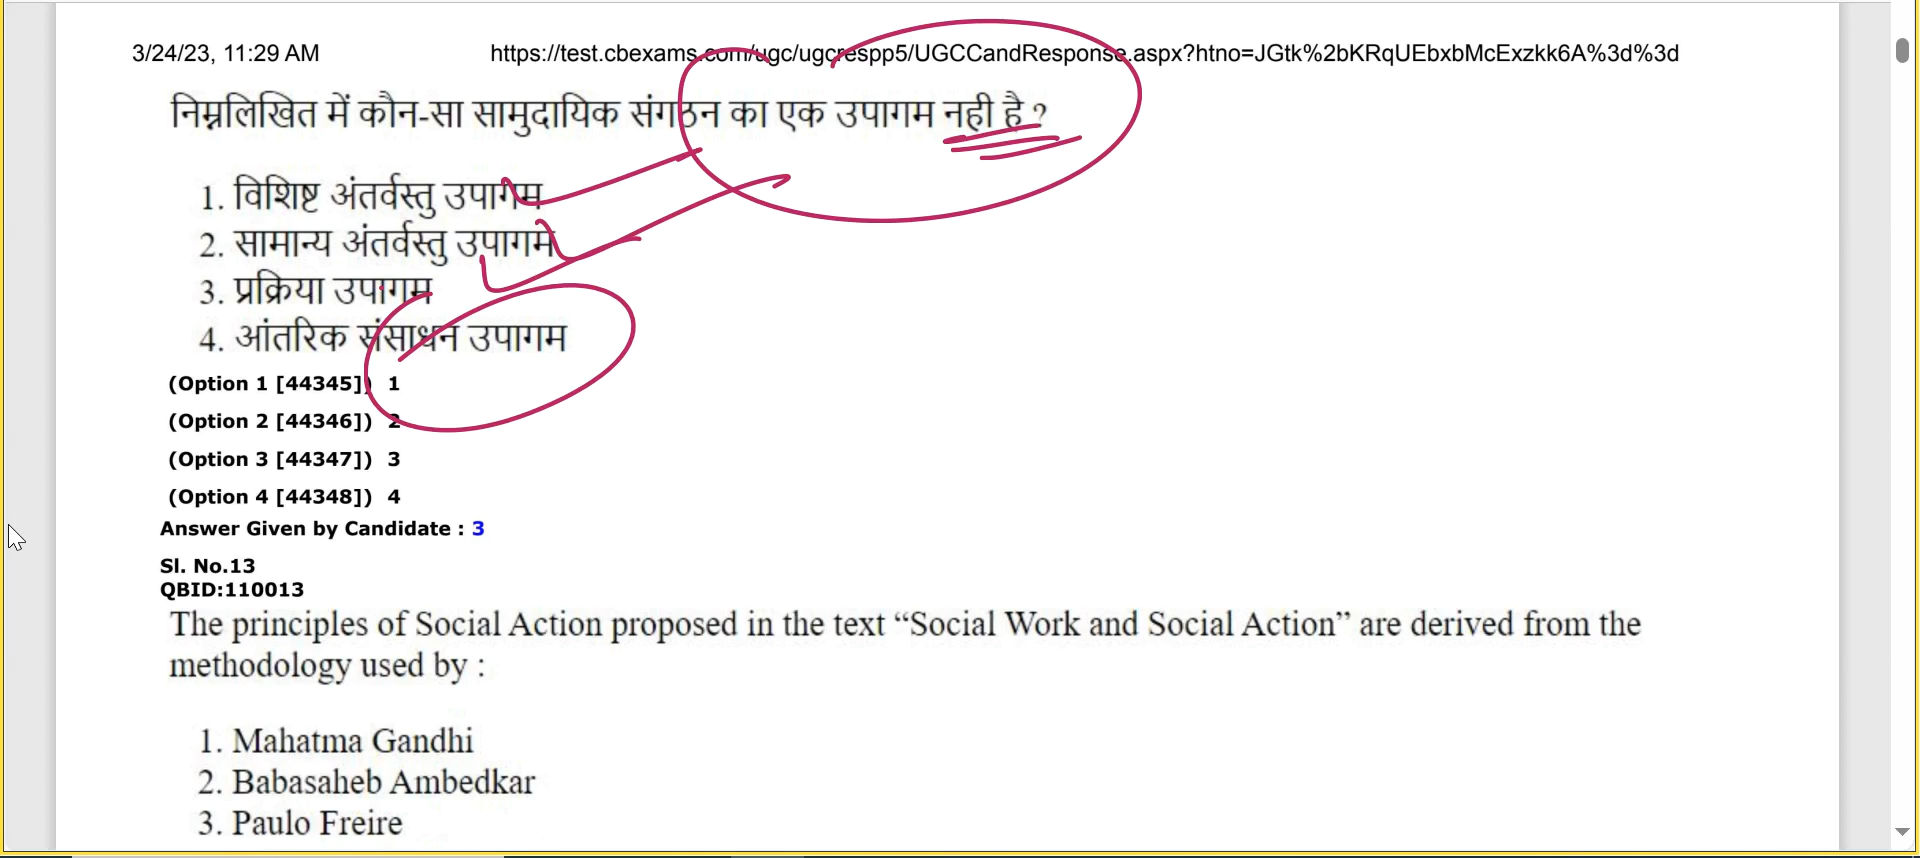 3/24/23, 11:29 AM https://test.cbexams.com/ugc/ugcrespp5/UGCCandResponse.aspx?htno=JGtk%2bKRqUEbxbMcExzkk6A%3d%3d
निम्नलिखित में कौन-सा सामुदायिक संगठन का एक उपागम नही है ?
1. विशिष्ट अंतर्वस्तु उपागम
2. सामान्य अंतर्वस्तु उपागम
3. प्रक्रिया उपागम
4. आंतरिक संसाधन उपागम
(Option 1 [44345]) 1
(Option 2 [44346]) 2
(Option 3 [44347]) 3
(Option 4 [44348]) 4
Answer Given by Candidate : 3
Sl. No.13
QBID:110013
The principles of Social Action proposed in the text “Social Work and Social Action” are derived from the
methodology used by :
1. Mahatma Gandhi
2. Babasaheb Ambedkar
3. Paulo Freire